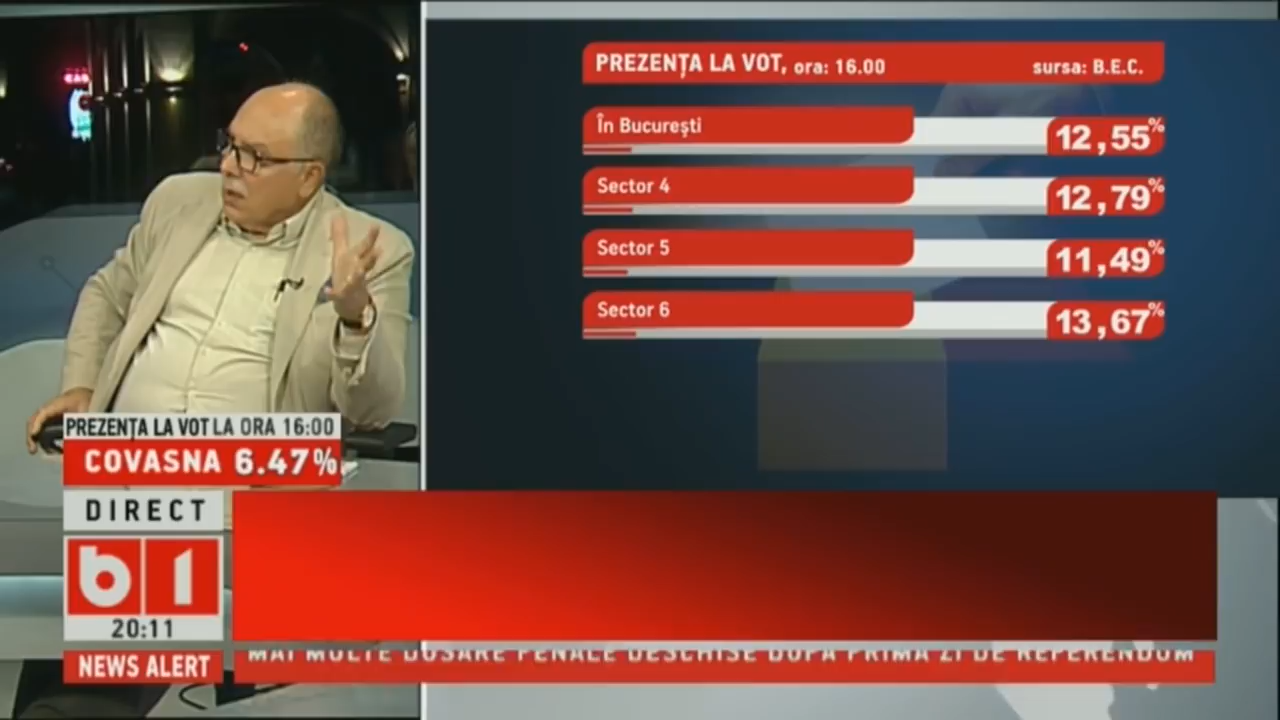 PREZENȚA LA VOT, ora: 16.00 sursa: B.E.C.
În București 12,55%
Sector 4 12,79%
Sector 5 11,49%
Sector 6 13,67%
PREZENȚA LA VOT LA ORA 16:00
COVASNA 6.47%
DIRECT
b1
20:11
NEWS ALERT
MAI MULTE DOSARE PENALE DESCHISE DUPĂ PRIMA ZI DE REFERENDUM